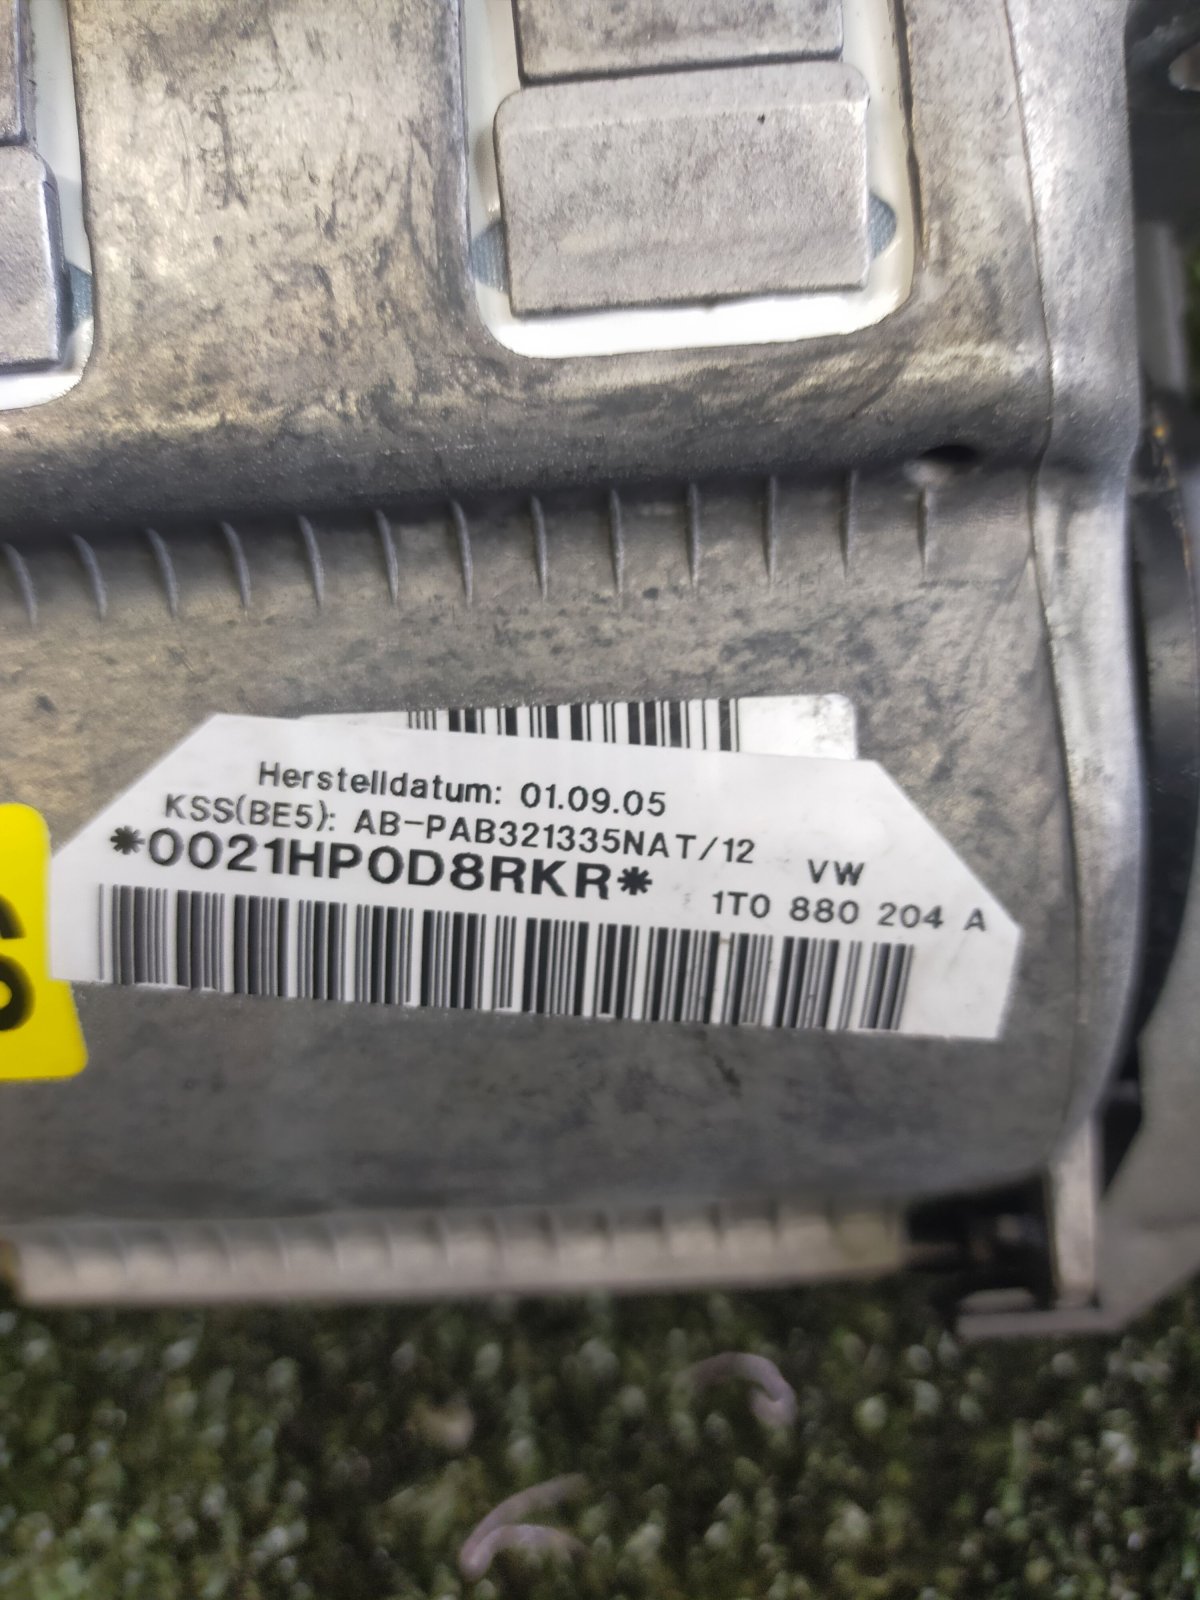 Herstelldatum: 01.09.05
KSS(BE5): AB-PAB321335NAT/12
*0021HP0D8RKR*
VW
1T0 880 204 A